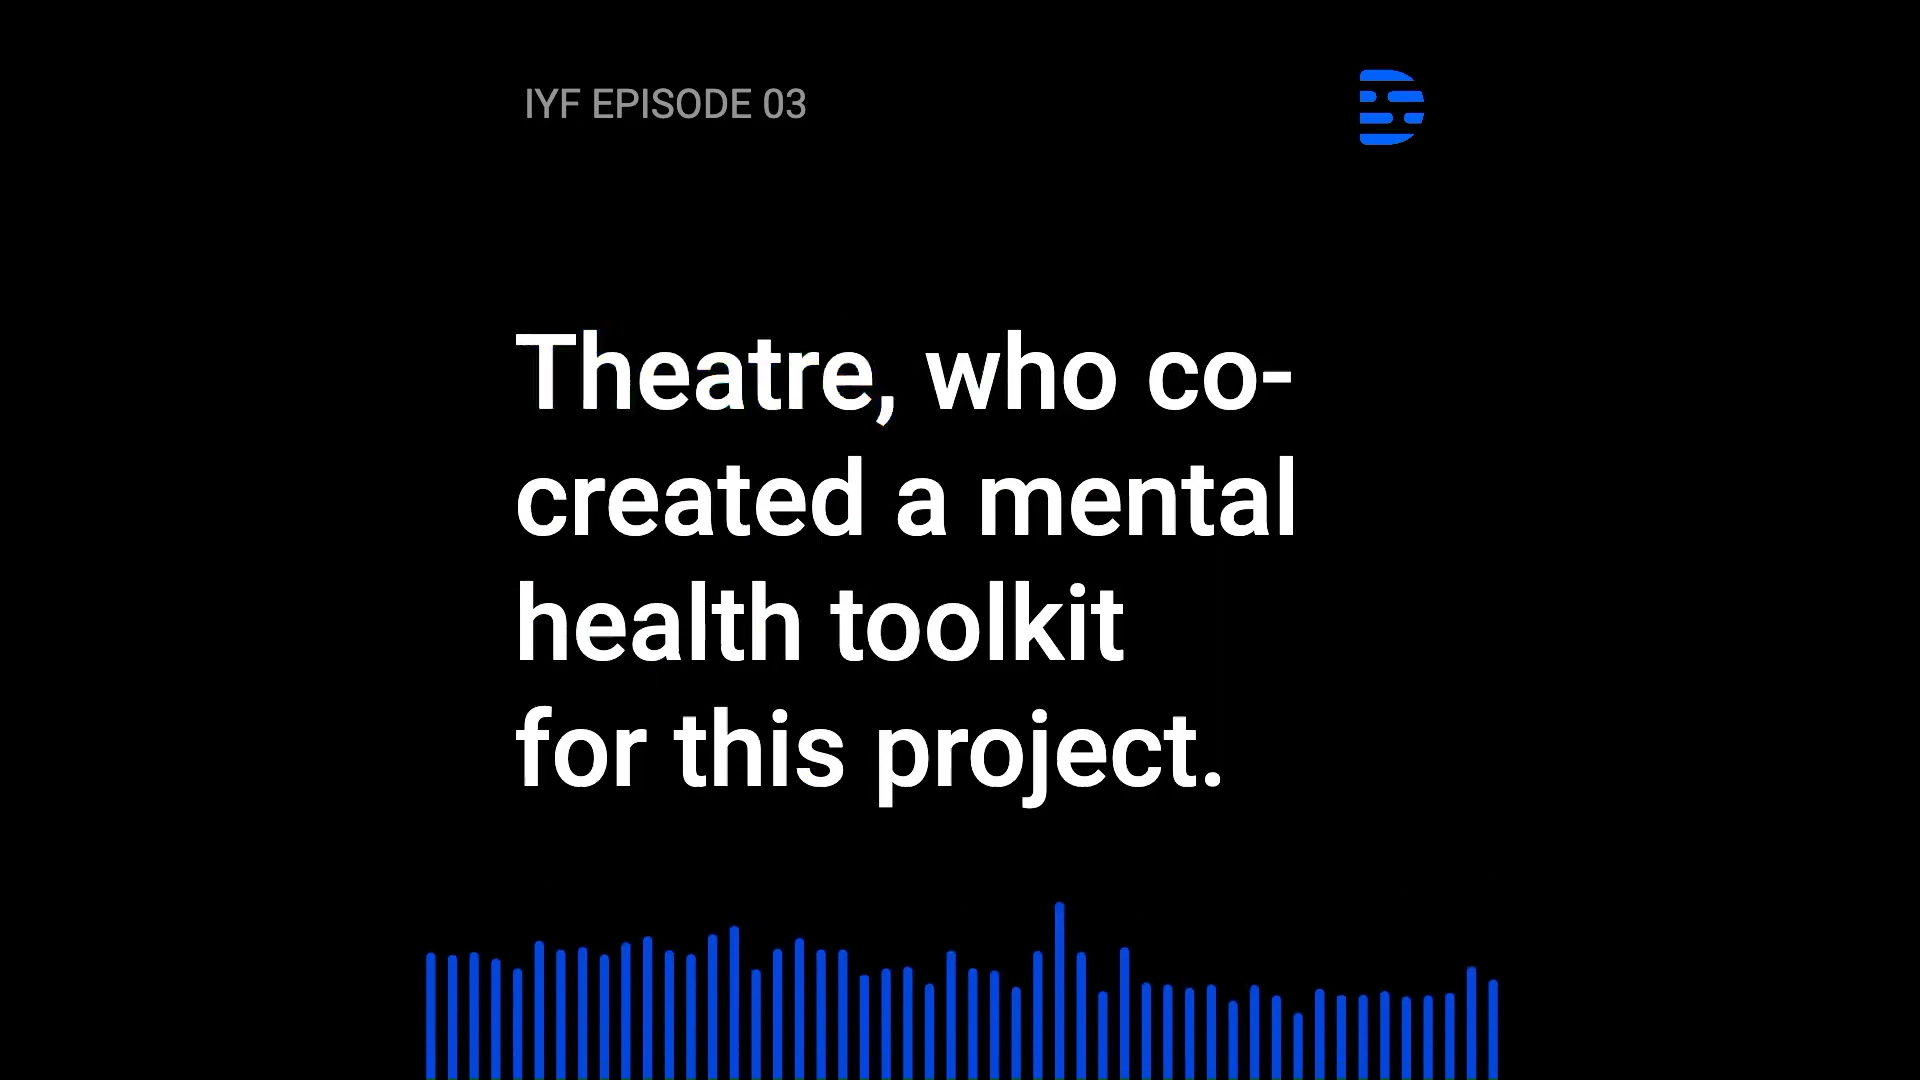 IYF EPISODE 03
Theatre, who co-
created a mental
health toolkit
for this project.